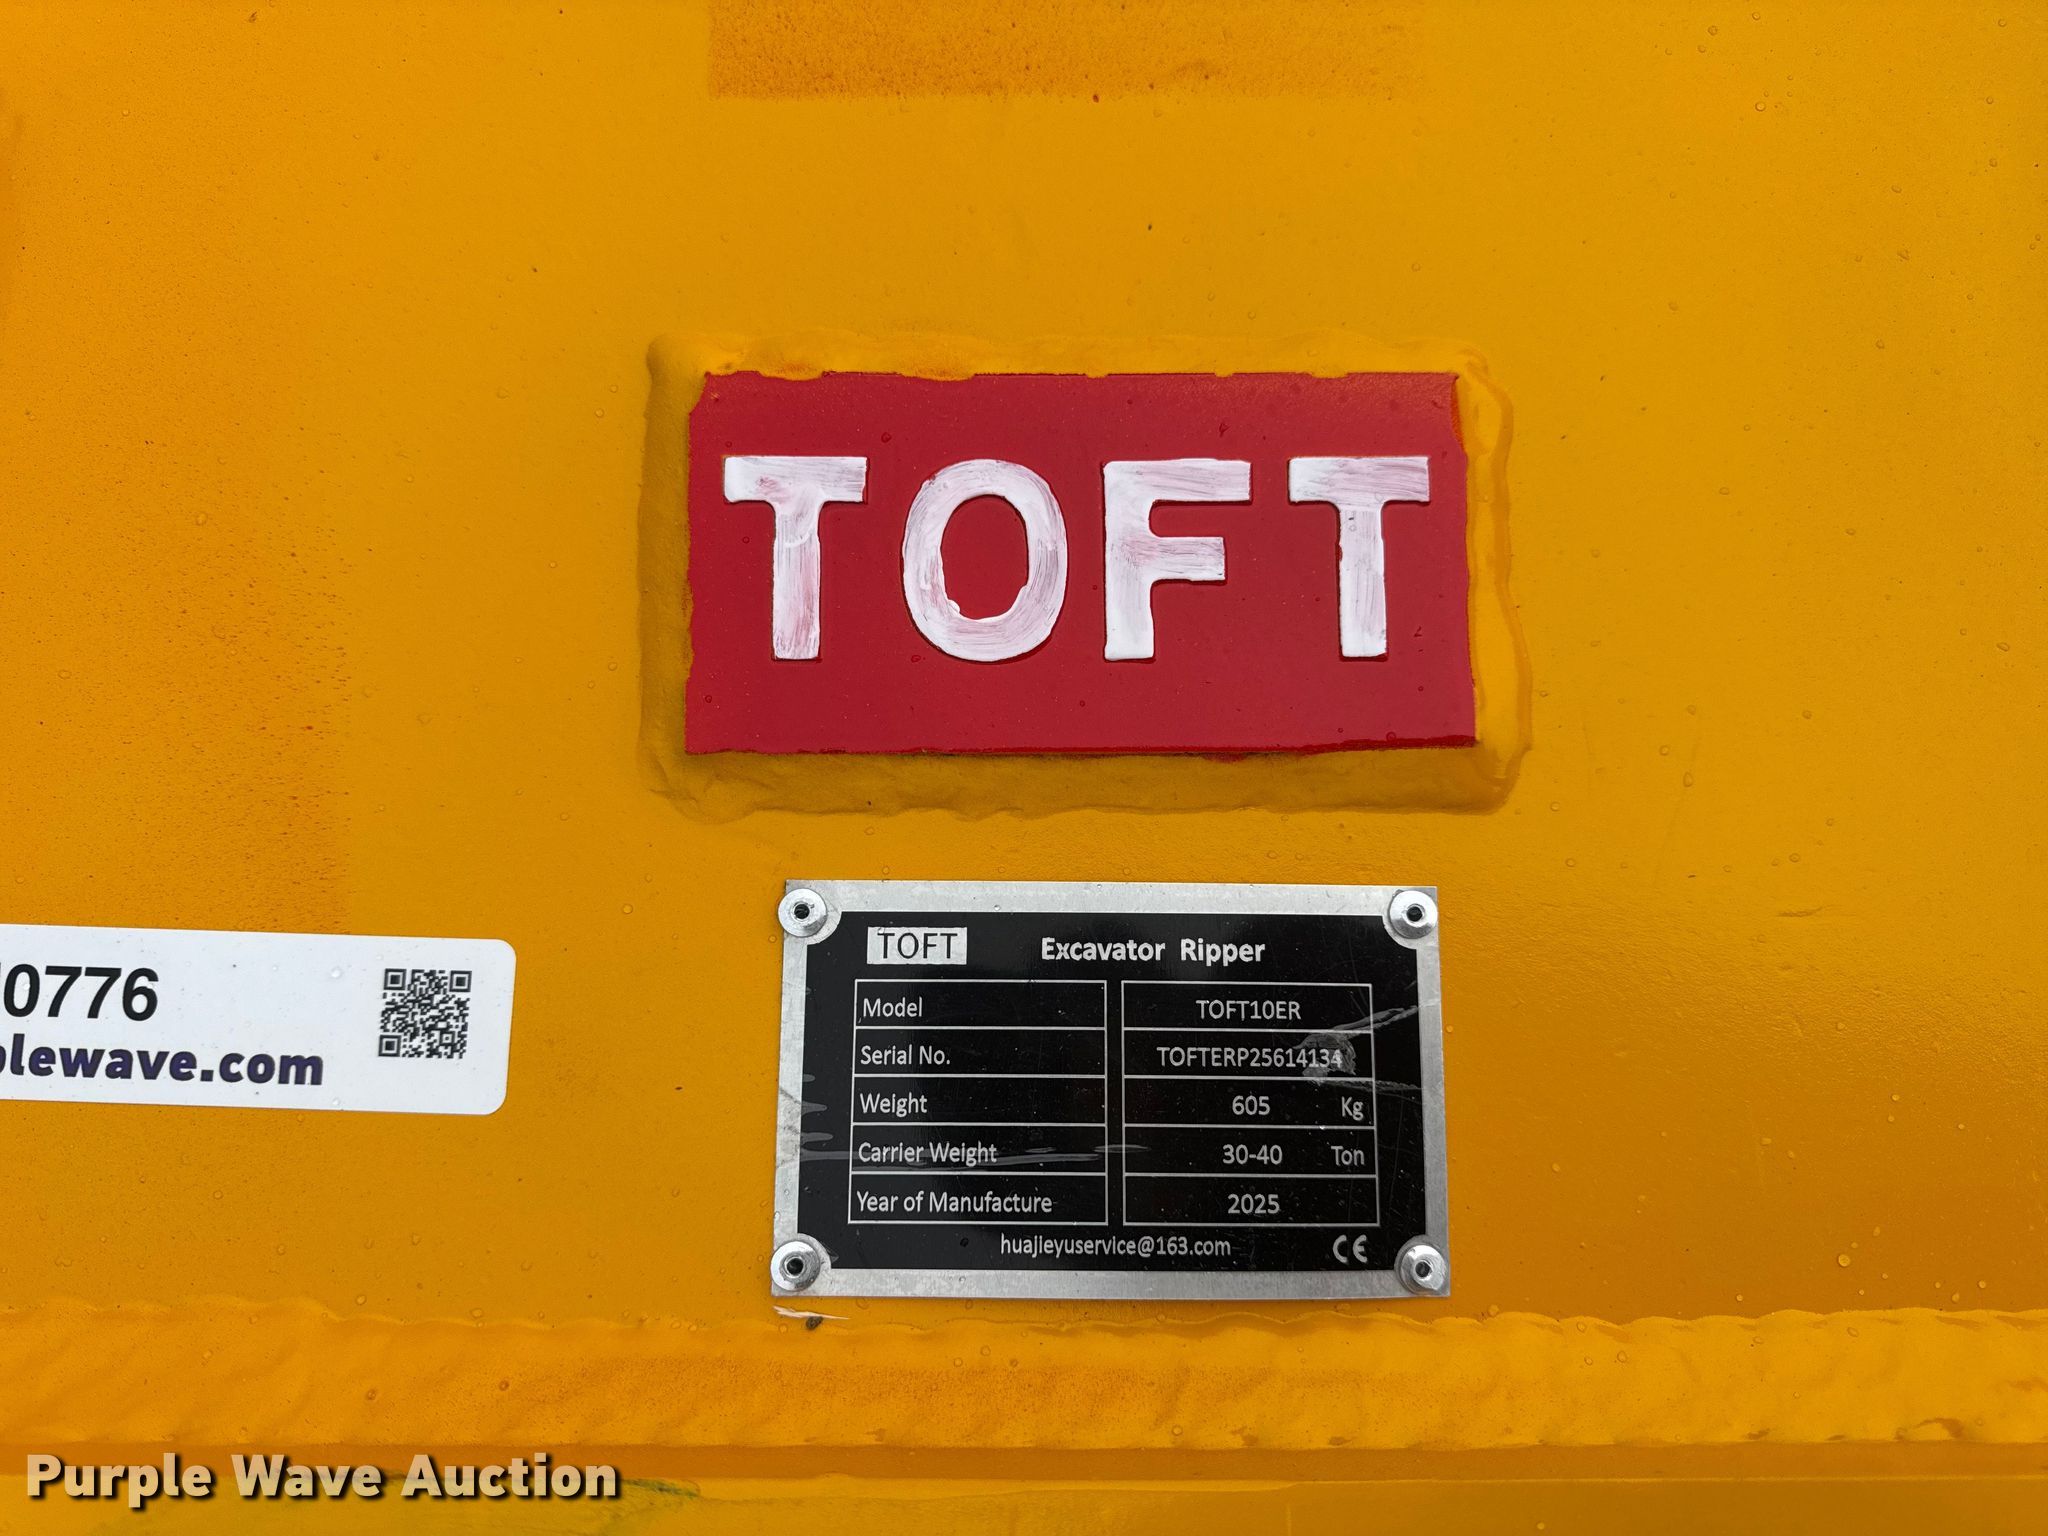 TOFT
TOFT Excavator Ripper
Model TOFT10ER
Serial No. TOFTERP25614134
Weight 605 Kg
Carrier Weight 30-40 Ton
Year of Manufacture 2025
huajieyuservice@163.com CE
0776
plewave.com
Purple Wave Auction